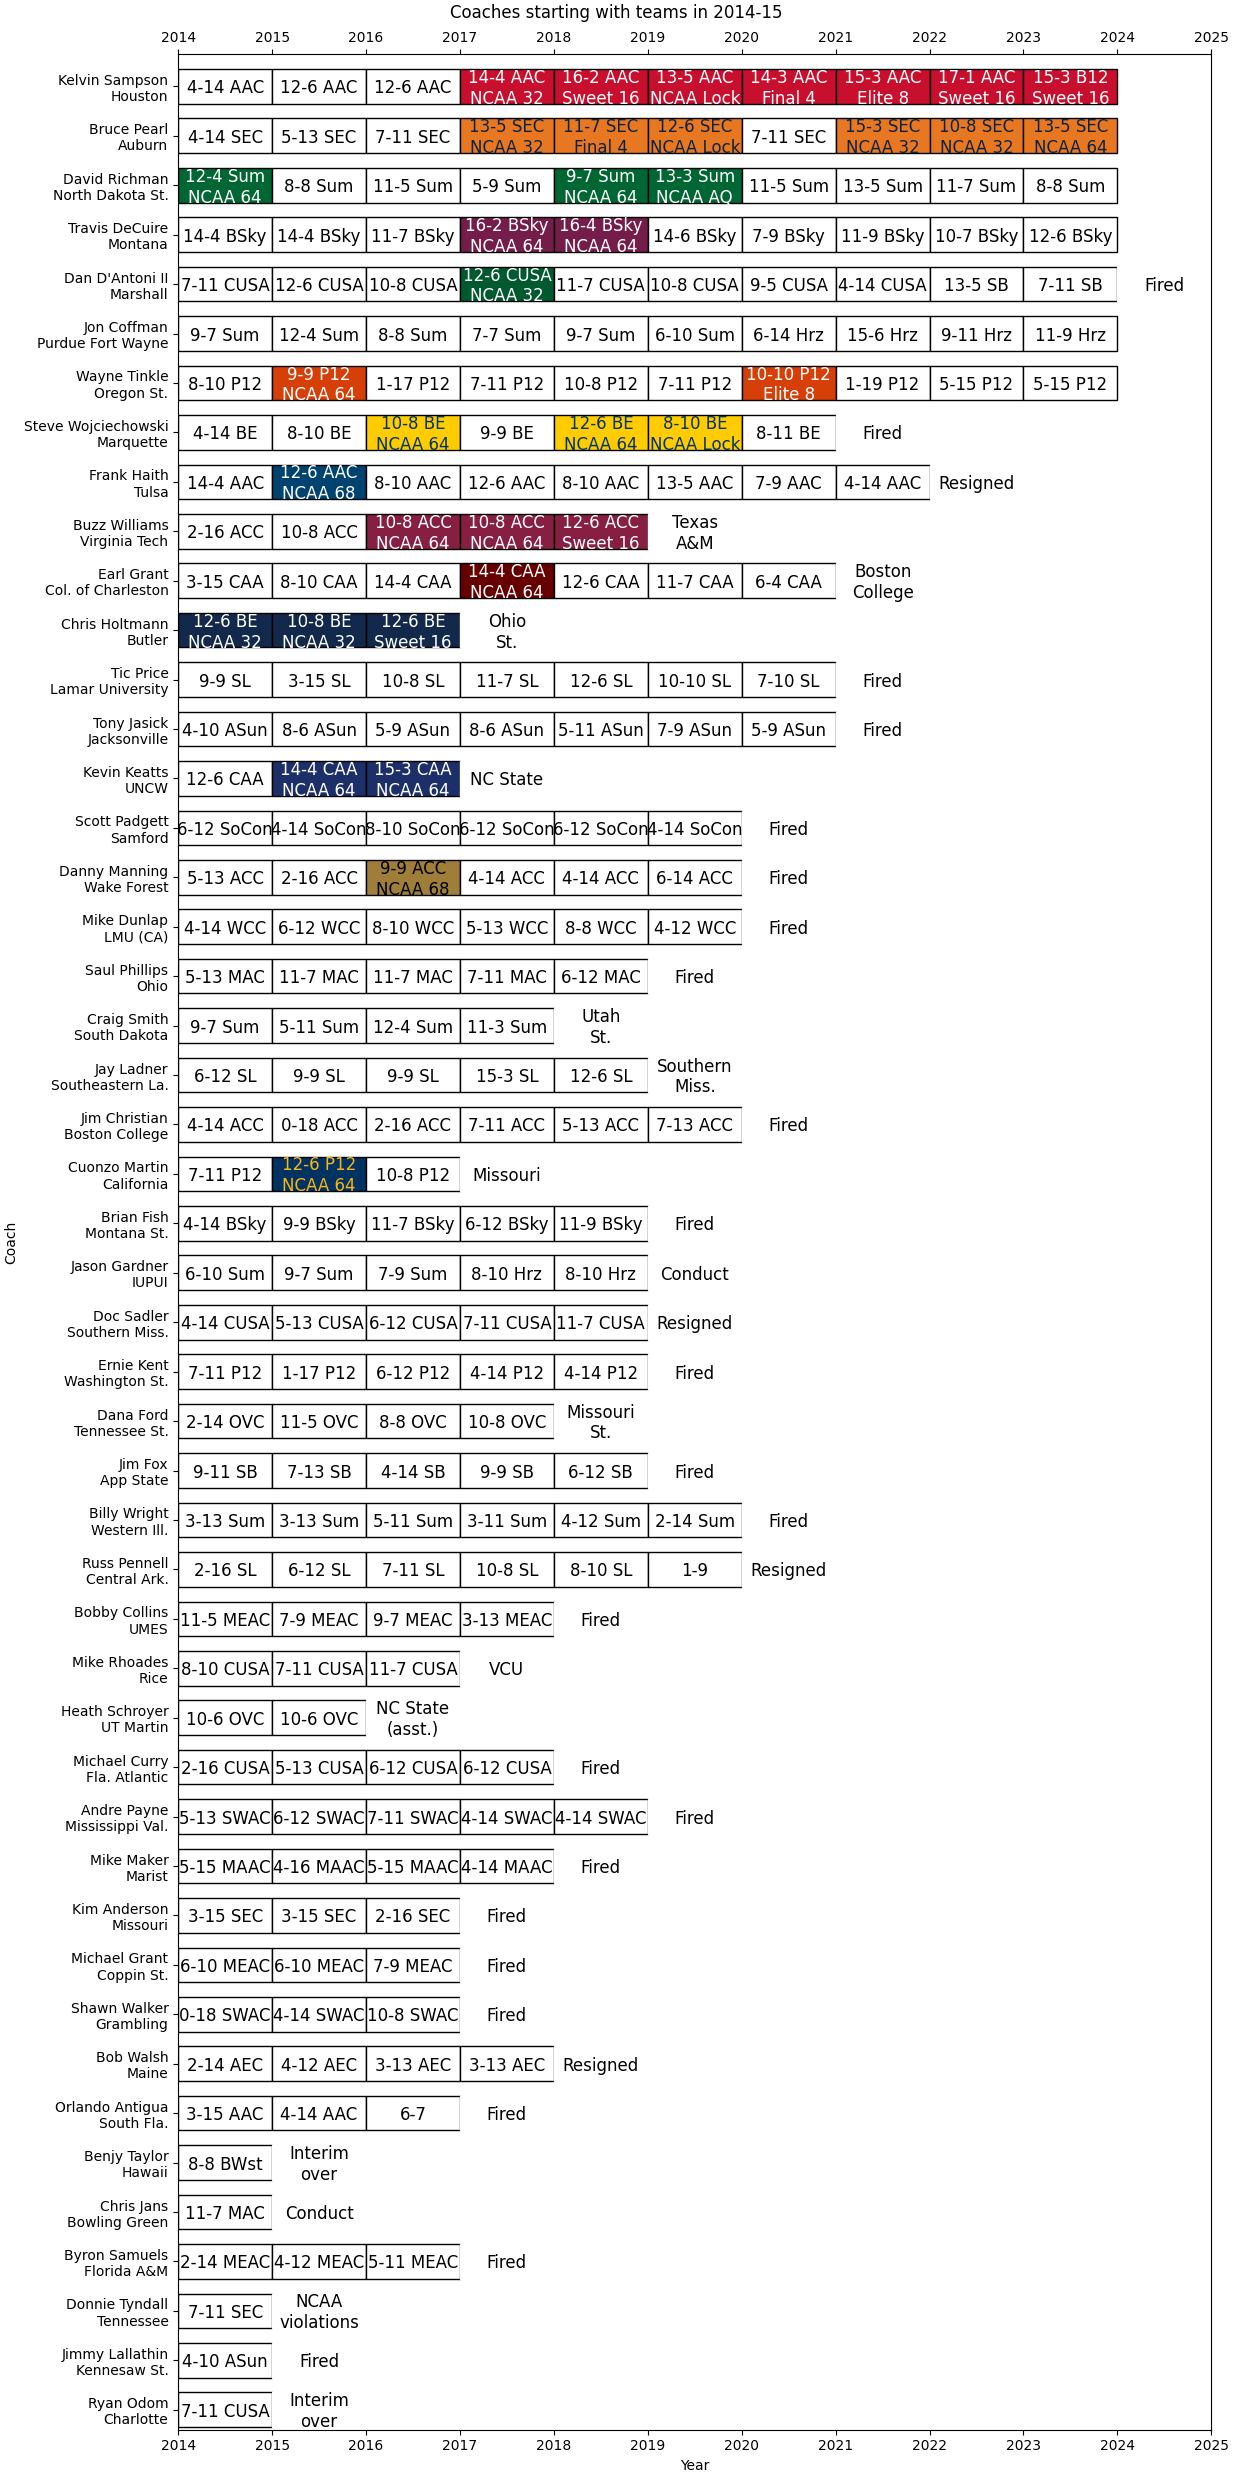 Coaches starting with teams in 2014-15
2014 2015 2016 2017 2018 2019 2020 2021 2022 2023 2024 2025
Kelvin Sampson
Houston
4-14 AAC 12-6 AAC 12-6 AAC 14-4 AAC 16-2 AAC 13-5 AAC 14-3 AAC 15-3 AAC 17-1 AAC 15-3 B12
NCAA 32 Sweet 16 NCAA Lock Final 4 Elite 8 Sweet 16 Sweet 16
Bruce Pearl
Auburn
4-14 SEC 5-13 SEC 7-11 SEC 13-5 SEC 11-7 SEC 12-6 SEC 7-11 SEC 15-3 SEC 10-8 SEC 13-5 SEC
NCAA 32 Final 4 NCAA Lock NCAA 32 NCAA 32 NCAA 64
David Richman
North Dakota St.
12-4 Sum 8-8 Sum 11-5 Sum 5-9 Sum 9-7 Sum 13-3 Sum 11-5 Sum 13-5 Sum 11-7 Sum 8-8 Sum
NCAA 64 NCAA 64 NCAA AQ
Travis DeCuire
Montana
14-4 BSky 14-4 BSky 11-7 BSky 16-2 BSky 16-4 BSky 14-6 BSky 7-9 BSky 11-9 BSky 10-7 BSky 12-6 BSky
NCAA 64 NCAA 64
Dan D'Antoni II
Marshall
7-11 CUSA 12-6 CUSA 10-8 CUSA 12-6 CUSA 11-7 CUSA 10-8 CUSA 9-5 CUSA 4-14 CUSA 13-5 SB 7-11 SB Fired
NCAA 32
Jon Coffman
Purdue Fort Wayne
9-7 Sum 12-4 Sum 8-8 Sum 7-7 Sum 9-7 Sum 6-10 Sum 6-14 Hrz 15-6 Hrz 9-11 Hrz 11-9 Hrz
Wayne Tinkle
Oregon St.
8-10 P12 9-9 P12 1-17 P12 7-11 P12 10-8 P12 7-11 P12 10-10 P12 1-19 P12 5-15 P12 5-15 P12
NCAA 64 Elite 8
Steve Wojciechowski
Marquette
4-14 BE 8-10 BE 10-8 BE 9-9 BE 12-6 BE 8-10 BE 8-11 BE Fired
NCAA 64 NCAA 64 NCAA Lock
Frank Haith
Tulsa
14-4 AAC 12-6 AAC 8-10 AAC 12-6 AAC 8-10 AAC 13-5 AAC 7-9 AAC 4-14 AAC Resigned
NCAA 68
Buzz Williams
Virginia Tech
2-16 ACC 10-8 ACC 10-8 ACC 10-8 ACC 12-6 ACC Texas
NCAA 64 NCAA 64 Sweet 16 A&M
Earl Grant
Col. of Charleston
3-15 CAA 8-10 CAA 14-4 CAA 14-4 CAA 12-6 CAA 11-7 CAA 6-4 CAA Boston
NCAA 64 College
Chris Holtmann
Butler
12-6 BE 10-8 BE 12-6 BE Ohio
NCAA 32 NCAA 32 Sweet 16 St.
Tic Price
Lamar University
9-9 SL 3-15 SL 10-8 SL 11-7 SL 12-6 SL 10-10 SL 7-10 SL Fired
Tony Jasick
Jacksonville
4-10 ASun 8-6 ASun 5-9 ASun 8-6 ASun 5-11 ASun 7-9 ASun 5-9 ASun Fired
Kevin Keatts
UNCW
12-6 CAA 14-4 CAA 15-3 CAA NC State
NCAA 64 NCAA 64
Scott Padgett
Samford
6-12 SoCon 4-14 SoCon 8-10 SoCon 6-12 SoCon 6-12 SoCon 4-14 SoCon Fired
Danny Manning
Wake Forest
5-13 ACC 2-16 ACC 9-9 ACC 4-14 ACC 4-14 ACC 6-14 ACC Fired
NCAA 68
Mike Dunlap
LMU (CA)
4-14 WCC 6-12 WCC 8-10 WCC 5-13 WCC 8-8 WCC 4-12 WCC Fired
Saul Phillips
Ohio
5-13 MAC 11-7 MAC 11-7 MAC 7-11 MAC 6-12 MAC Fired
Craig Smith
South Dakota
9-7 Sum 5-11 Sum 12-4 Sum 11-3 Sum Utah
St.
Jay Ladner
Southeastern La.
6-12 SL 9-9 SL 9-9 SL 15-3 SL 12-6 SL Southern
Miss.
Jim Christian
Boston College
4-14 ACC 0-18 ACC 2-16 ACC 7-11 ACC 5-13 ACC 7-13 ACC Fired
Cuonzo Martin
California
7-11 P12 12-6 P12 10-8 P12 Missouri
NCAA 64
Brian Fish
Montana St.
4-14 BSky 9-9 BSky 11-7 BSky 6-12 BSky 11-9 BSky Fired
Coach
Jason Gardner
IUPUI
6-10 Sum 9-7 Sum 7-9 Sum 8-10 Hrz 8-10 Hrz Conduct
Doc Sadler
Southern Miss.
4-14 CUSA 5-13 CUSA 6-12 CUSA 7-11 CUSA 11-7 CUSA Resigned
Ernie Kent
Washington St.
7-11 P12 1-17 P12 6-12 P12 4-14 P12 4-14 P12 Fired
Dana Ford
Tennessee St.
2-14 OVC 11-5 OVC 8-8 OVC 10-8 OVC Missouri
St.
Jim Fox
App State
9-11 SB 7-13 SB 4-14 SB 9-9 SB 6-12 SB Fired
Billy Wright
Western Ill.
3-13 Sum 3-13 Sum 5-11 Sum 3-11 Sum 4-12 Sum 2-14 Sum Fired
Russ Pennell
Central Ark.
2-16 SL 6-12 SL 7-11 SL 10-8 SL 8-10 SL 1-9 Resigned
Bobby Collins
UMES
11-5 MEAC 7-9 MEAC 9-7 MEAC 3-13 MEAC Fired
Mike Rhoades
Rice
8-10 CUSA 7-11 CUSA 11-7 CUSA VCU
Heath Schroyer
UT Martin
10-6 OVC 10-6 OVC NC State
(asst.)
Michael Curry
Fla. Atlantic
2-16 CUSA 5-13 CUSA 6-12 CUSA 6-12 CUSA Fired
Andre Payne
Mississippi Val.
5-13 SWAC 6-12 SWAC 7-11 SWAC 4-14 SWAC 4-14 SWAC Fired
Mike Maker
Marist
5-15 MAAC 4-16 MAAC 5-15 MAAC 4-14 MAAC Fired
Kim Anderson
Missouri
3-15 SEC 3-15 SEC 2-16 SEC Fired
Michael Grant
Coppin St.
6-10 MEAC 6-10 MEAC 7-9 MEAC Fired
Shawn Walker
Grambling
0-18 SWAC 4-14 SWAC 10-8 SWAC Fired
Bob Walsh
Maine
2-14 AEC 4-12 AEC 3-13 AEC 3-13 AEC Resigned
Orlando Antigua
South Fla.
3-15 AAC 4-14 AAC 6-7 Fired
Benjy Taylor
Hawaii
8-8 BWst Interim
over
Chris Jans
Bowling Green
11-7 MAC Conduct
Byron Samuels
Florida A&M
2-14 MEAC 4-12 MEAC 5-11 MEAC Fired
Donnie Tyndall
Tennessee
7-11 SEC NCAA
violations
Jimmy Lallathin
Kennesaw St.
4-10 ASun Fired
Ryan Odom
Charlotte
7-11 CUSA Interim
over
2014 2015 2016 2017 2018 2019 2020 2021 2022 2023 2024 2025
Year